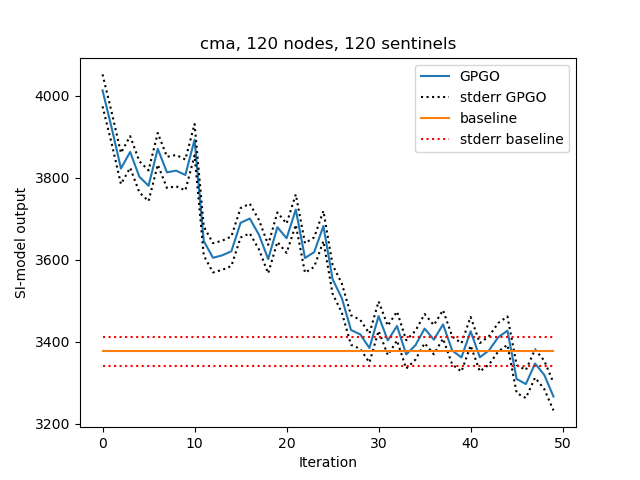 cma, 120 nodes, 120 sentinels
GPGO
stderr GPGO
baseline
stderr baseline
SI-model output
4000
3800
3600
3400
3200
0 10 20 30 40 50
Iteration